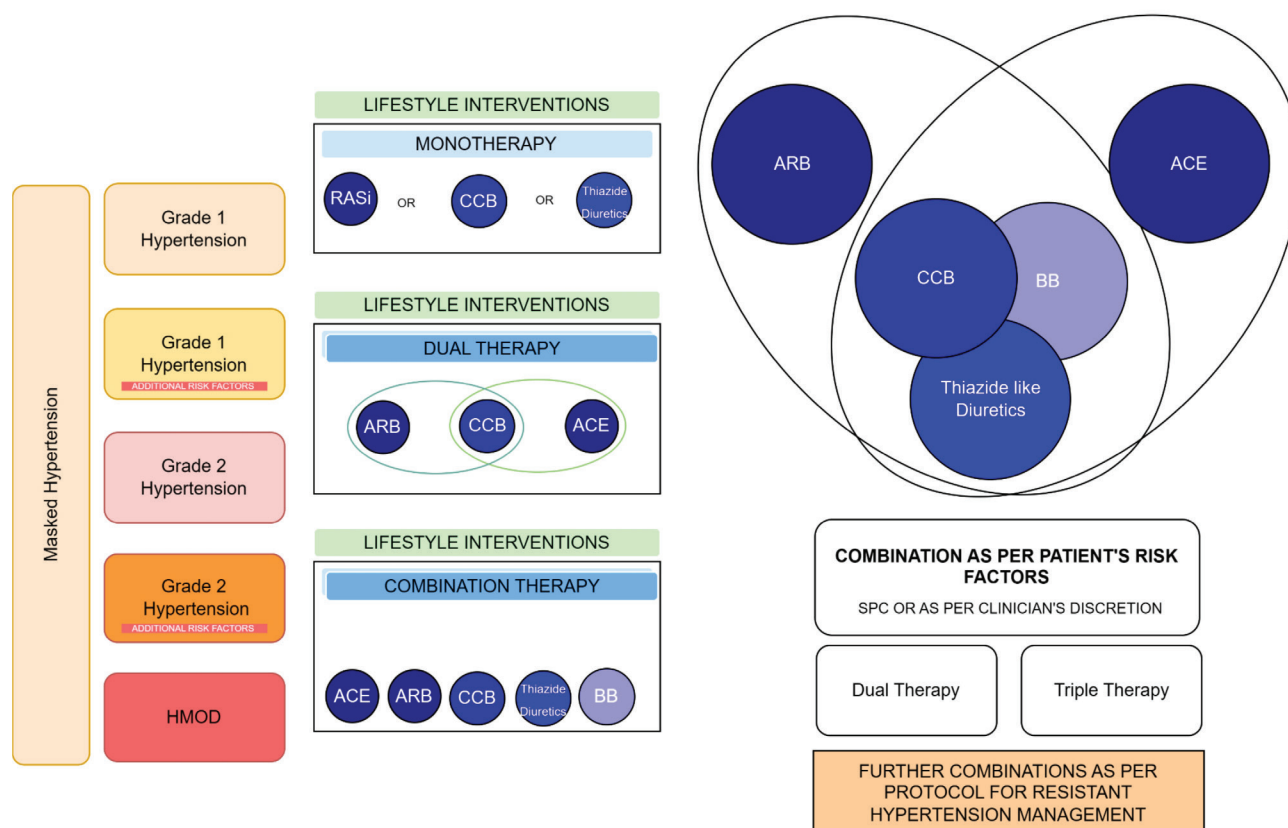 Masked Hypertension
Grade 1
Hypertension
Grade 1
Hypertension
ADDITIONAL RISK FACTORS
Grade 2
Hypertension
Grade 2
Hypertension
ADDITIONAL RISK FACTORS
HMOD
LIFESTYLE INTERVENTIONS
MONOTHERAPY
RASi OR CCB OR Thiazide
Diuretics
LIFESTYLE INTERVENTIONS
DUAL THERAPY
ARB CCB ACE
LIFESTYLE INTERVENTIONS
COMBINATION THERAPY
ACE ARB CCB Thiazide
Diuretics
BB
ARB
ACE
CCB
BB
Thiazide like
Diuretics
COMBINATION AS PER PATIENT'S RISK
FACTORS
SPC OR AS PER CLINICIAN'S DISCRETION
Dual Therapy
Triple Therapy
FURTHER COMBINATIONS AS PER
PROTOCOL FOR RESISTANT
HYPERTENSION MANAGEMENT